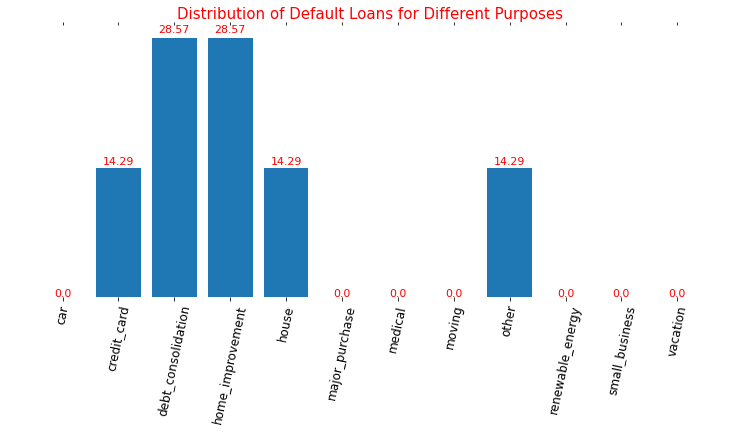 Distribution of Default Loans for Different Purposes
0.0
14.29
28.57
28.57
14.29
0.0
0.0
0.0
14.29
0.0
0.0
0.0
car
credit_card
debt_consolidation
home_improvement
house
major_purchase
medical
moving
other
renewable_energy
small_business
vacation